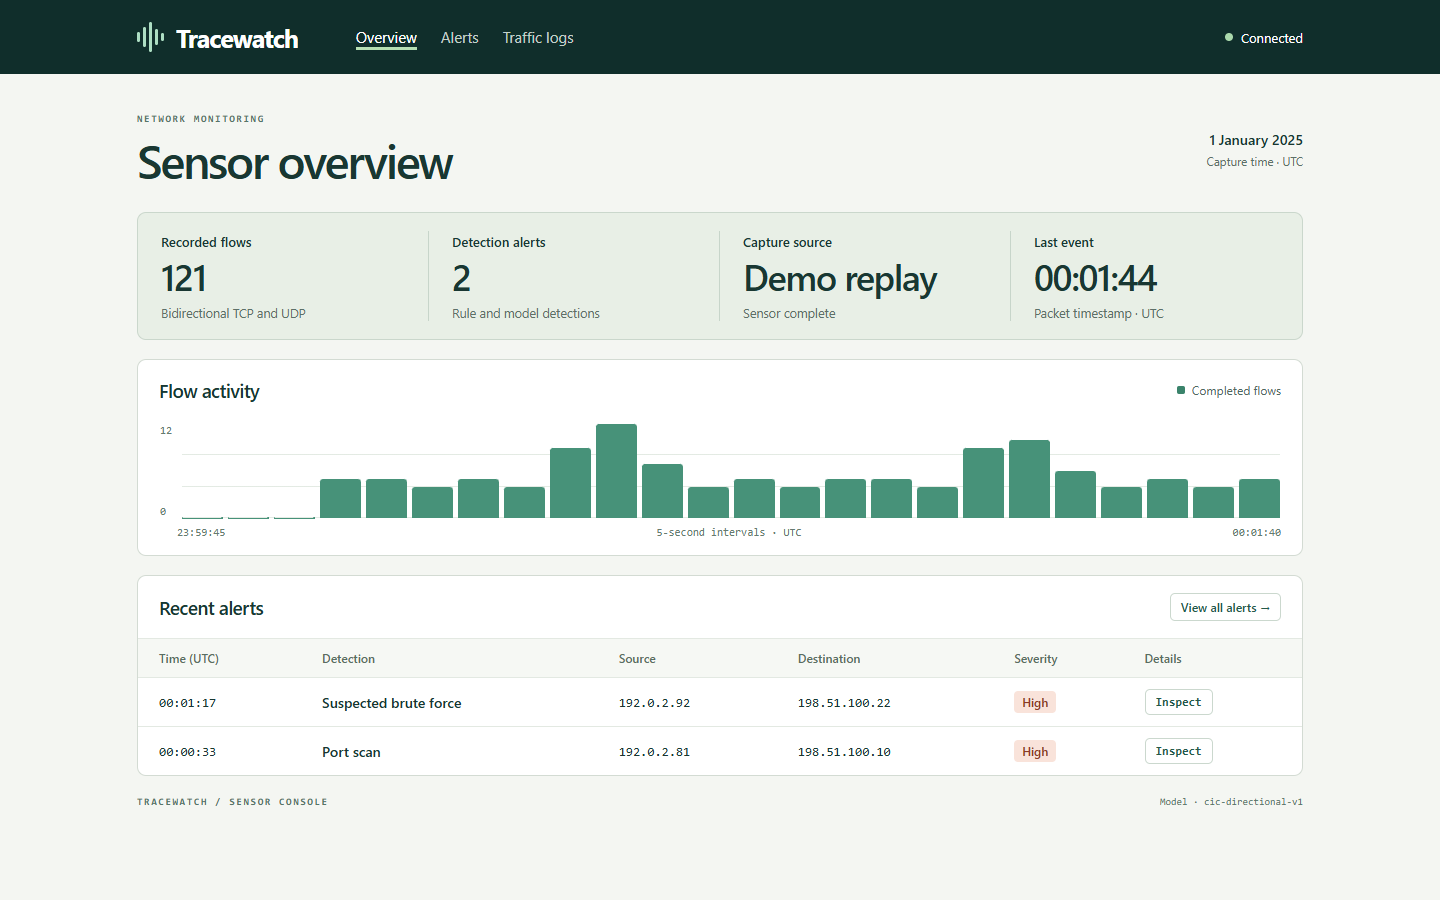 Tracewatch
Overview Alerts Traffic logs
Connected
NETWORK MONITORING
Sensor overview
1 January 2025
Capture time · UTC
Recorded flows
121
Bidirectional TCP and UDP
Detection alerts
2
Rule and model detections
Capture source
Demo replay
Sensor complete
Last event
00:01:44
Packet timestamp · UTC
Flow activity
Completed flows
12
0
23:59:45 5-second intervals · UTC 00:01:40
Recent alerts
View all alerts →
Time (UTC) Detection Source Destination Severity Details
00:01:17 Suspected brute force 192.0.2.92 198.51.100.22 High Inspect
00:00:33 Port scan 192.0.2.81 198.51.100.10 High Inspect
TRACEWATCH / SENSOR CONSOLE
Model · cic-directional-v1